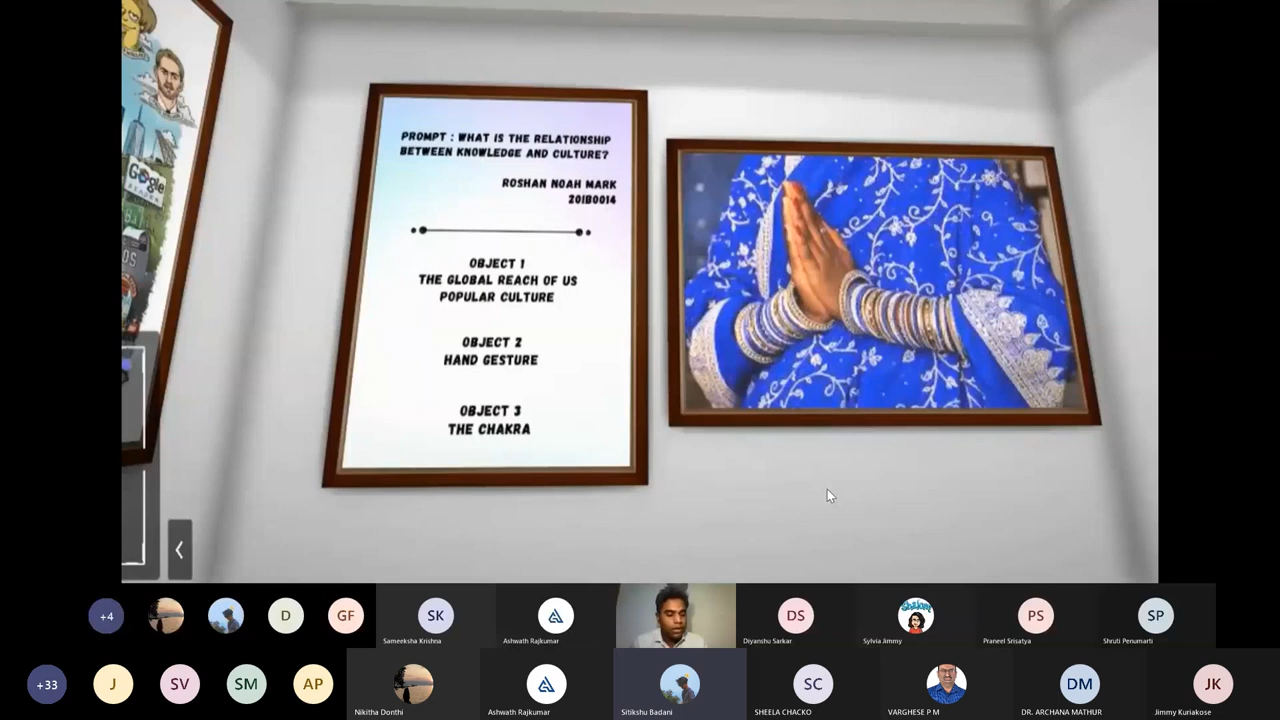 Google
PROMPT : WHAT IS THE RELATIONSHIP
BETWEEN KNOWLEDGE AND CULTURE?
ROSHAN NOAH MARK
20IB0014
OBJECT 1
THE GLOBAL REACH OF US
POPULAR CULTURE
OBJECT 2
HAND GESTURE
OBJECT 3
THE CHAKRA
+4
D
GF
SK
Sameeksha Krishna
Ashwath Rajkumar
DS
Diyanshu Sarkar
Shalom
Sylvia Jimmy
PS
Praneel Srisatya
SP
Shruti Penumarti
+33
J
SV
SM
AP
Nikitha Donthi
Ashwath Rajkumar
Sitikshu Badani
SC
SHEELA CHACKO
VARGHESE P M
DM
DR. ARCHANA MATHUR
JK
Jimmy Kuriakose